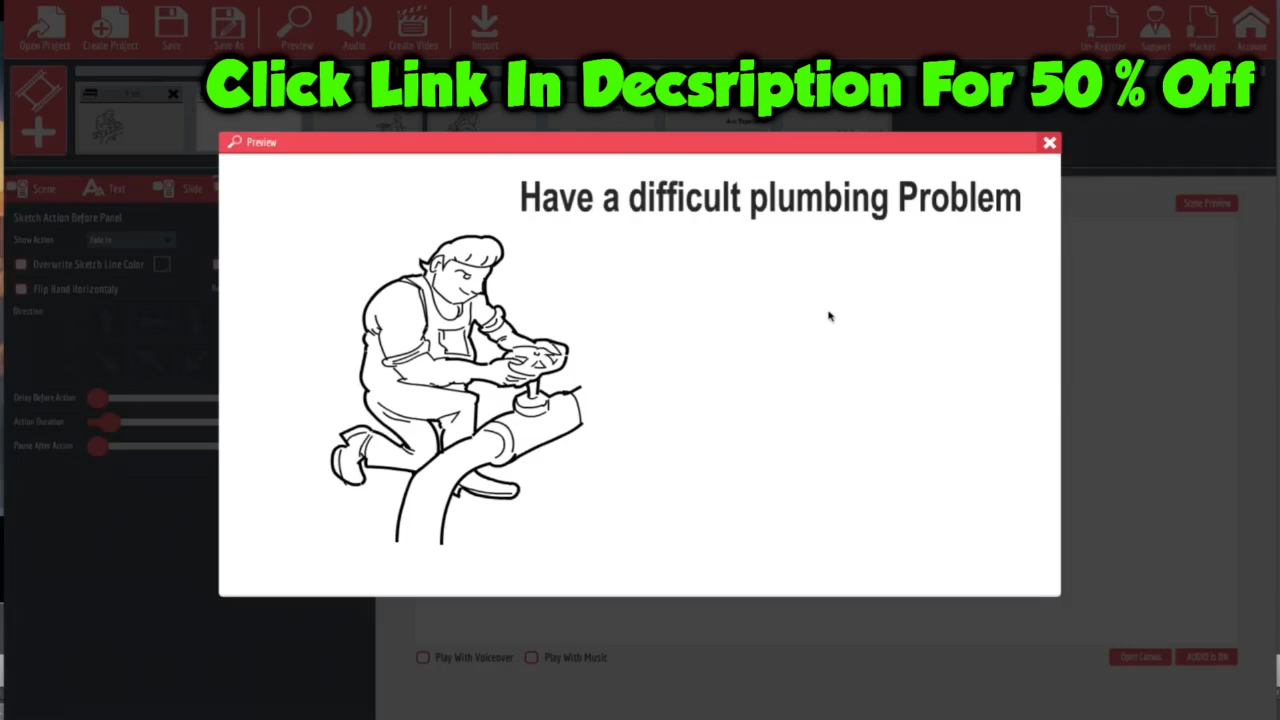 Open Project Create Project Save Save As Preview Audio Create Video Import Un-Register Support Market Account
Click Link In Decsription For 50% Off
Preview
Have a difficult plumbing Problem
Scene Text Slide
Scene Preview
Sketch Action Before Panel
Show Action Fade In
Overwrite Sketch Line Color
Flip Hand Horizontaly
Direction
Delay Before Action
Action Duration
Pause After Action
Play With Voiceover Play With Music Open Canvas AUDIO Is ON